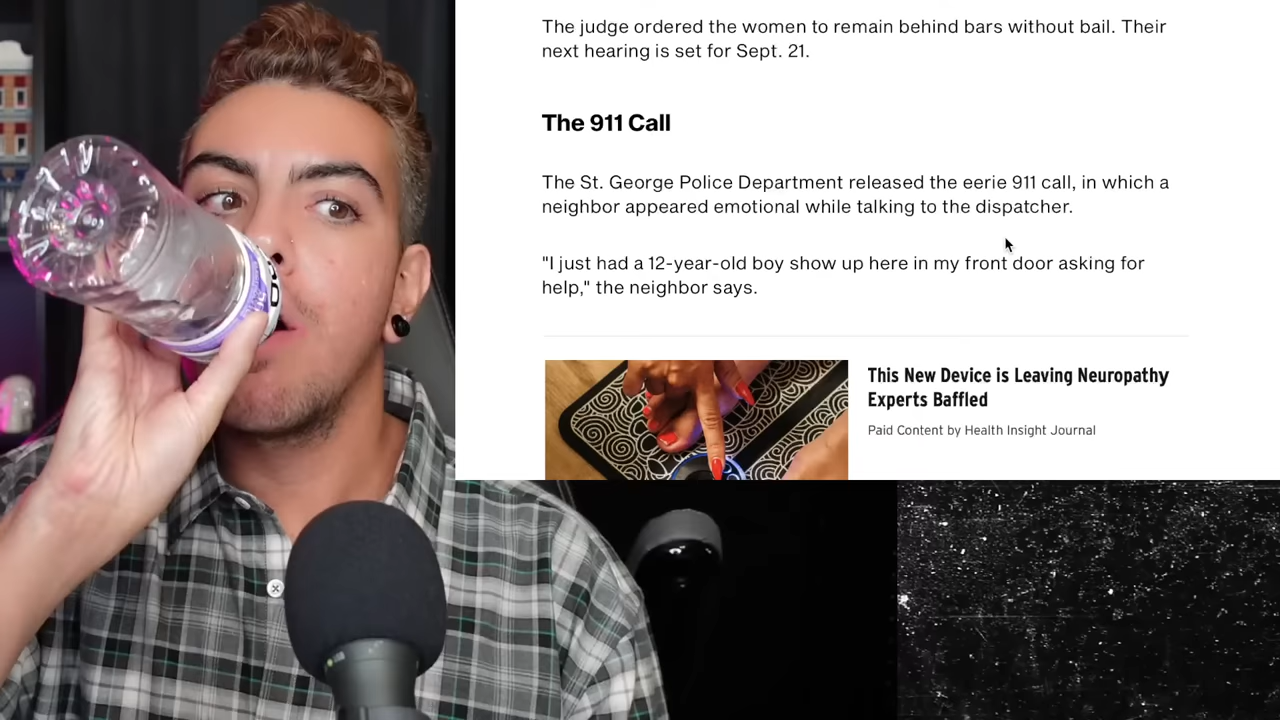 The judge ordered the women to remain behind bars without bail. Their
next hearing is set for Sept. 21.
The 911 Call
The St. George Police Department released the eerie 911 call, in which a
neighbor appeared emotional while talking to the dispatcher.
"I just had a 12-year-old boy show up here in my front door asking for
help," the neighbor says.
This New Device is Leaving Neuropathy
Experts Baffled
Paid Content by Health Insight Journal